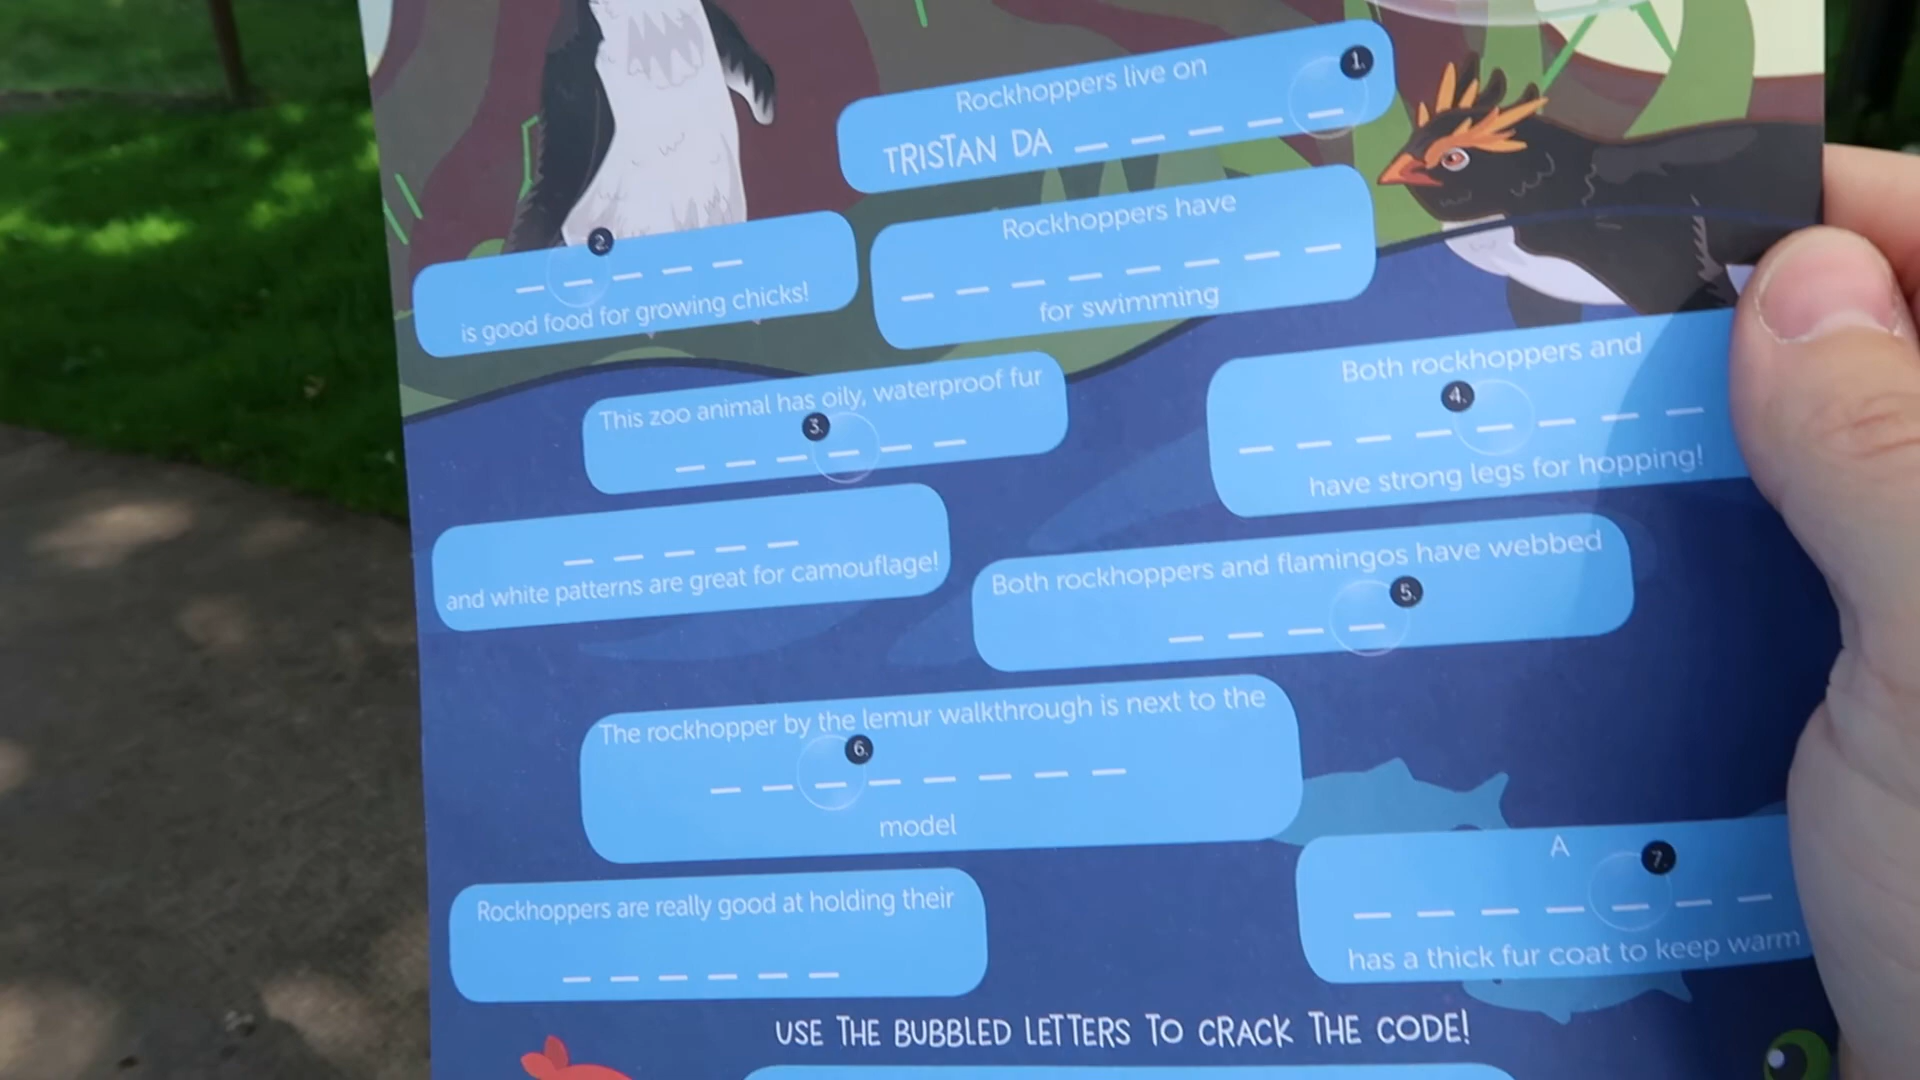 Rockhoppers live on
1.
TRISTAN DA _ _ _ _ _
2.
_ _ _ _ _
is good food for growing chicks!
Rockhoppers have
_ _ _ _ _ _ _ _
for swimming
This zoo animal has oily, waterproof fur
3.
_ _ _ _ _ _
Both rockhoppers and
4.
_ _ _ _ _ _ _ _
have strong legs for hopping!
_ _ _ _ _
and white patterns are great for camouflage!
Both rockhoppers and flamingos have webbed
5.
_ _ _ _
The rockhopper by the lemur walkthrough is next to the
6.
_ _ _ _ _ _ _ _
model
Rockhoppers are really good at holding their
_ _ _ _ _ _
A
7.
_ _ _ _ _ _ _
has a thick fur coat to keep warm
USE THE BUBBLED LETTERS TO CRACK THE CODE!